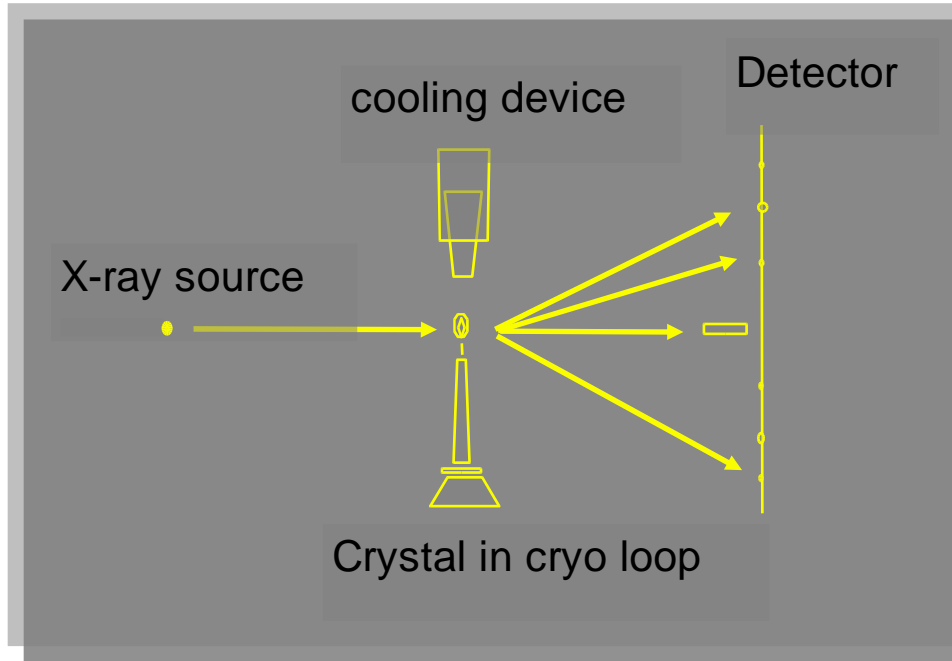 Detector
cooling device
X-ray source
Crystal in cryo loop